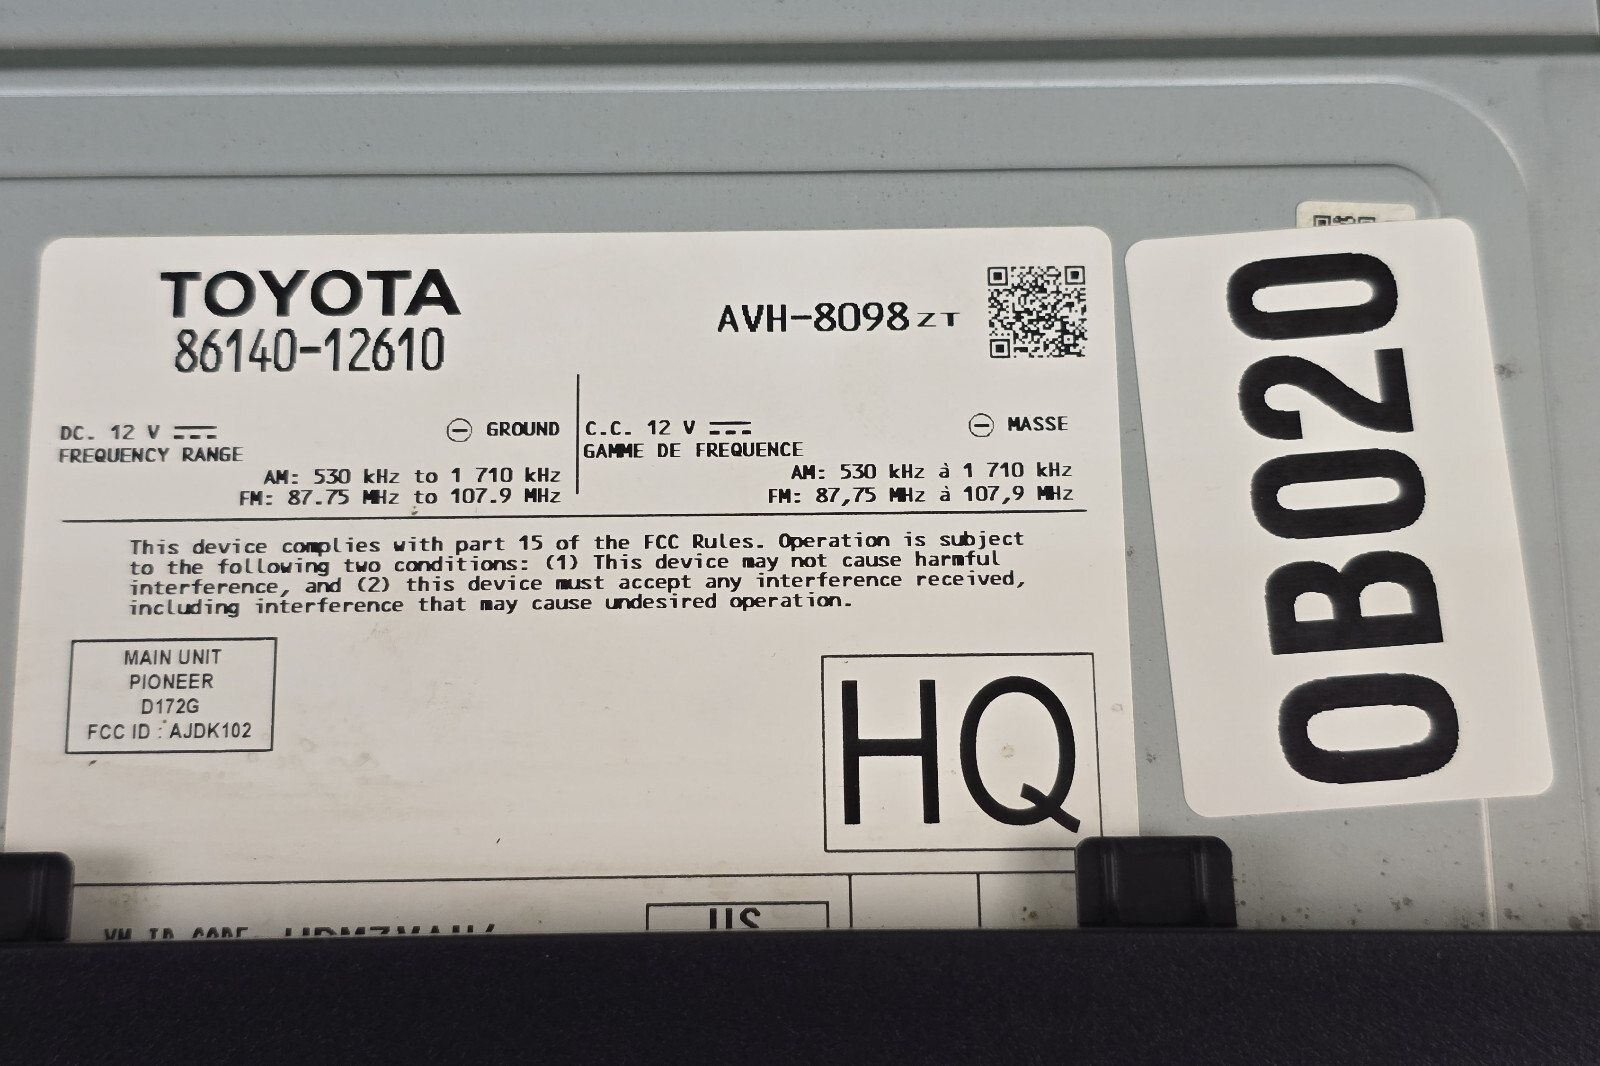 TOYOTA
86140-12610
AVH-8098ZT
DC. 12 V
GROUND
FREQUENCY RANGE
AM: 530 kHz to 1 710 kHz
FM: 87.75 MHz to 107.9 MHz
C.C. 12 V
MASSE
GAMME DE FREQUENCE
AM: 530 kHz à 1 710 kHz
FM: 87,75 MHz à 107,9 MHz
This device complies with part 15 of the FCC Rules. Operation is subject
to the following two conditions: (1) This device may not cause harmful
interference, and (2) this device must accept any interference received,
including interference that may cause undesired operation.
MAIN UNIT
PIONEER
D172G
FCC ID : AJDK102
HQ
US
0B020